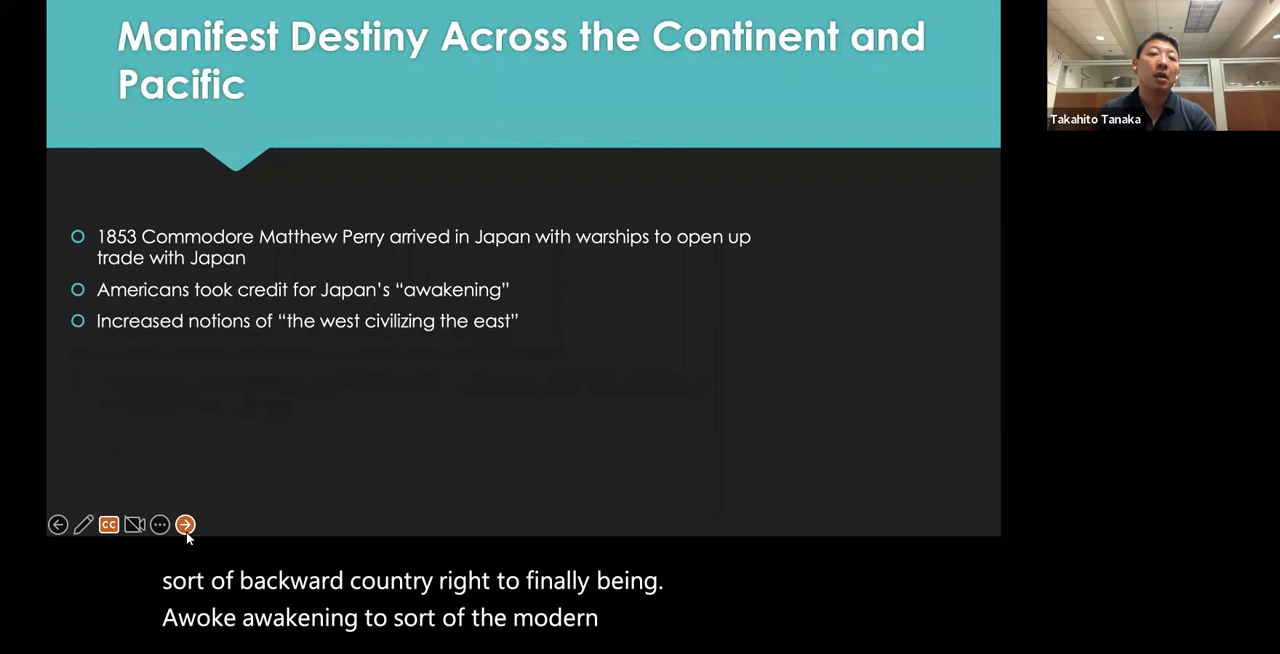 Manifest Destiny Across the Continent and
Pacific
Takahito Tanaka
1853 Commodore Matthew Perry arrived in Japan with warships to open up
trade with Japan
Americans took credit for Japan’s “awakening”
Increased notions of “the west civilizing the east”
CC
sort of backward country right to finally being.
Awoke awakening to sort of the modern